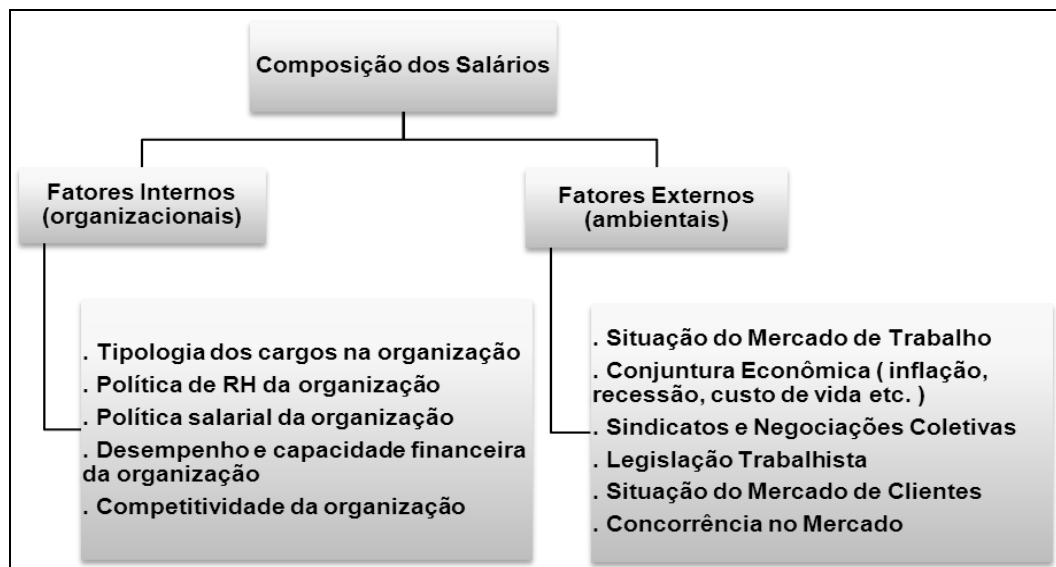 Composição dos Salários
Fatores Internos
(organizacionais)
. Tipologia dos cargos na organização
. Política de RH da organização
. Política salarial da organização
. Desempenho e capacidade financeira
da organização
. Competitividade da organização
Fatores Externos
(ambientais)
. Situação do Mercado de Trabalho
. Conjuntura Econômica ( inflação,
recessão, custo de vida etc. )
. Sindicatos e Negociações Coletivas
. Legislação Trabalhista
. Situação do Mercado de Clientes
. Concorrência no Mercado